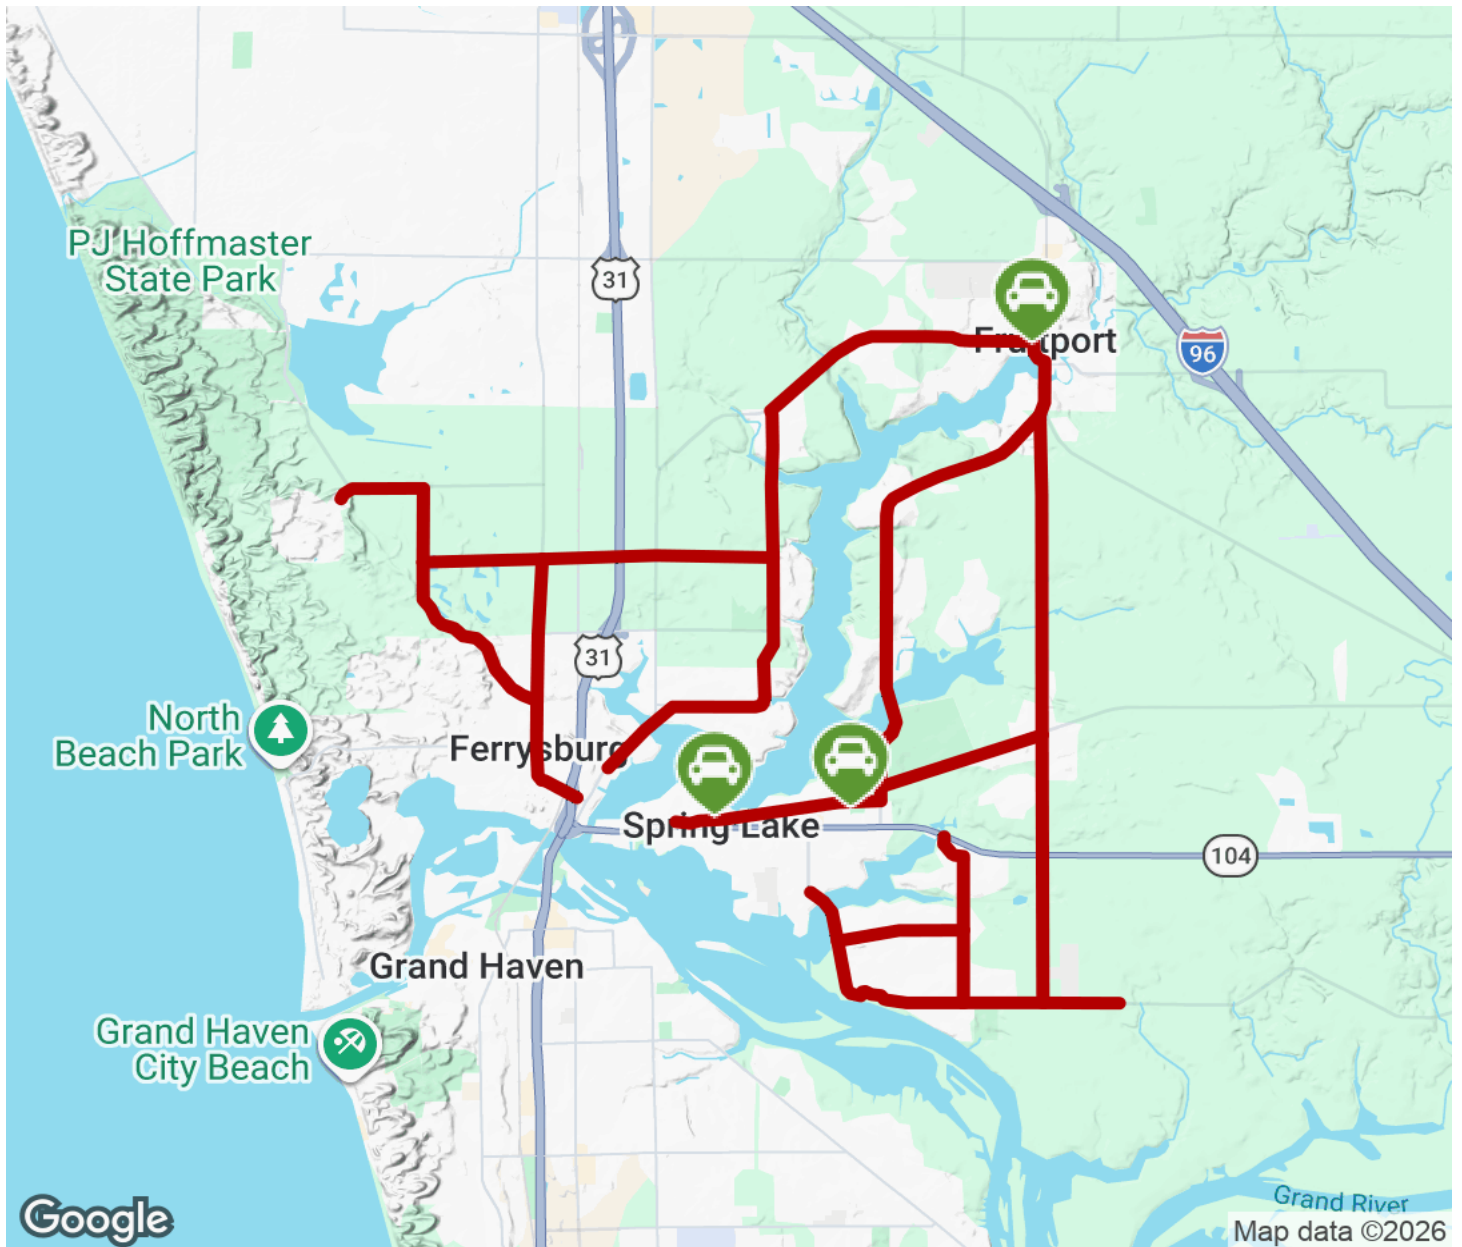 PJ Hoffmaster
State Park
31
Fruitport
96
31
North
Beach Park
Ferrysburg
Spring Lake
104
Grand Haven
Grand Haven
City Beach
Grand River
Google
Map data ©2026